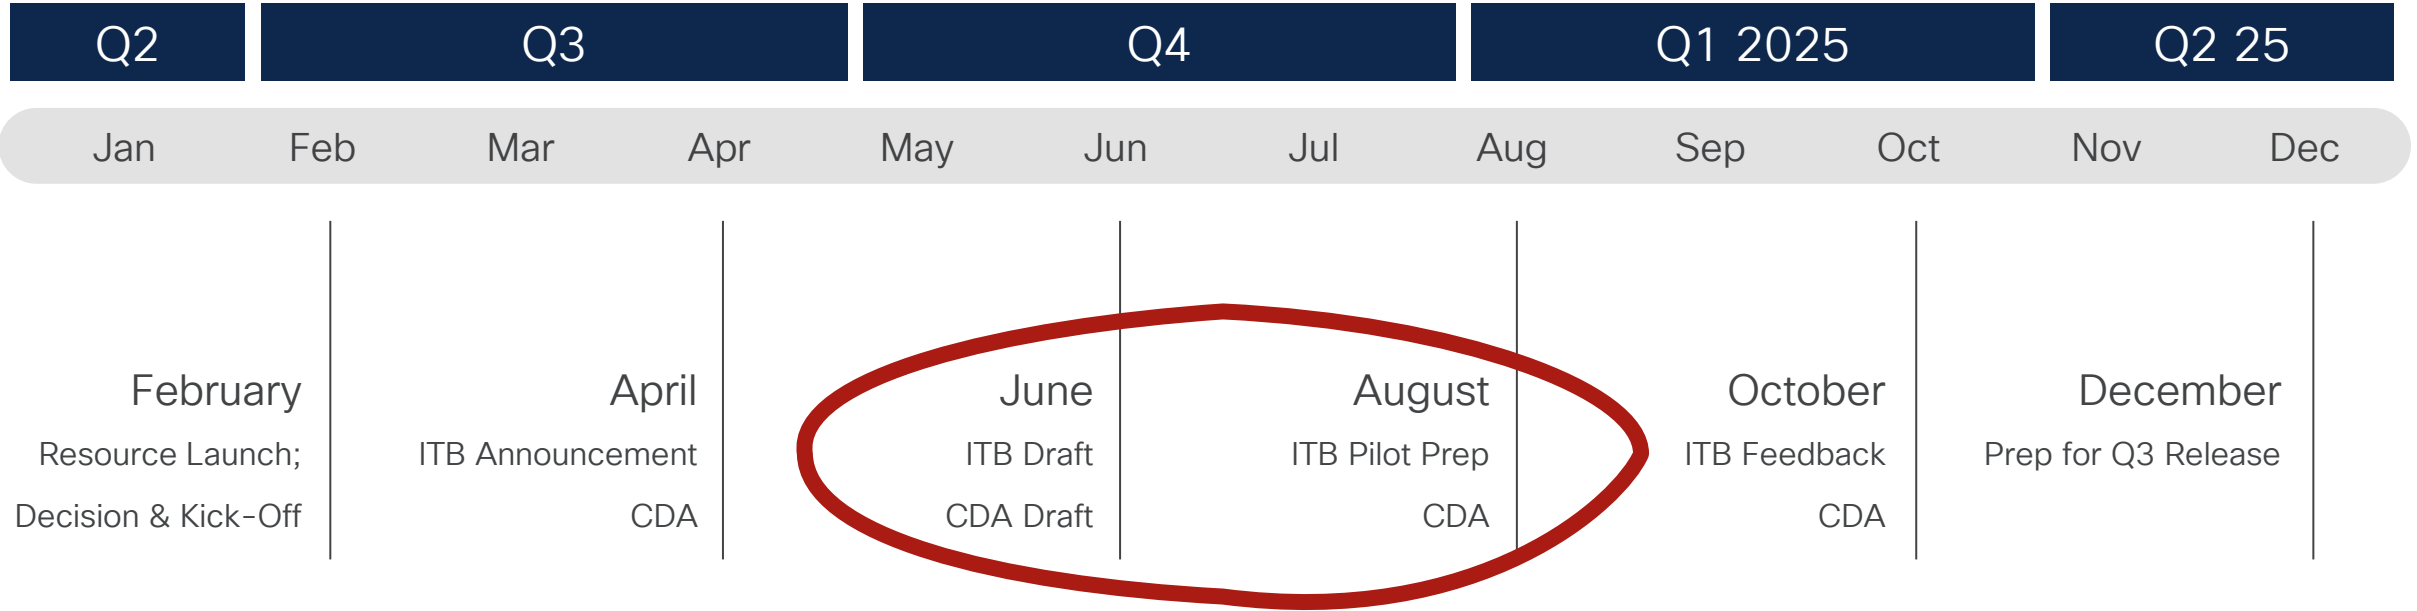 Q2 Q3 Q4 Q1 2025 Q2 25
Jan Feb Mar Apr May Jun Jul Aug Sep Oct Nov Dec
February
Resource Launch;
Decision & Kick-Off
April
ITB Announcement
CDA
June
ITB Draft
CDA Draft
August
ITB Pilot Prep
CDA
October
ITB Feedback
CDA
December
Prep for Q3 Release